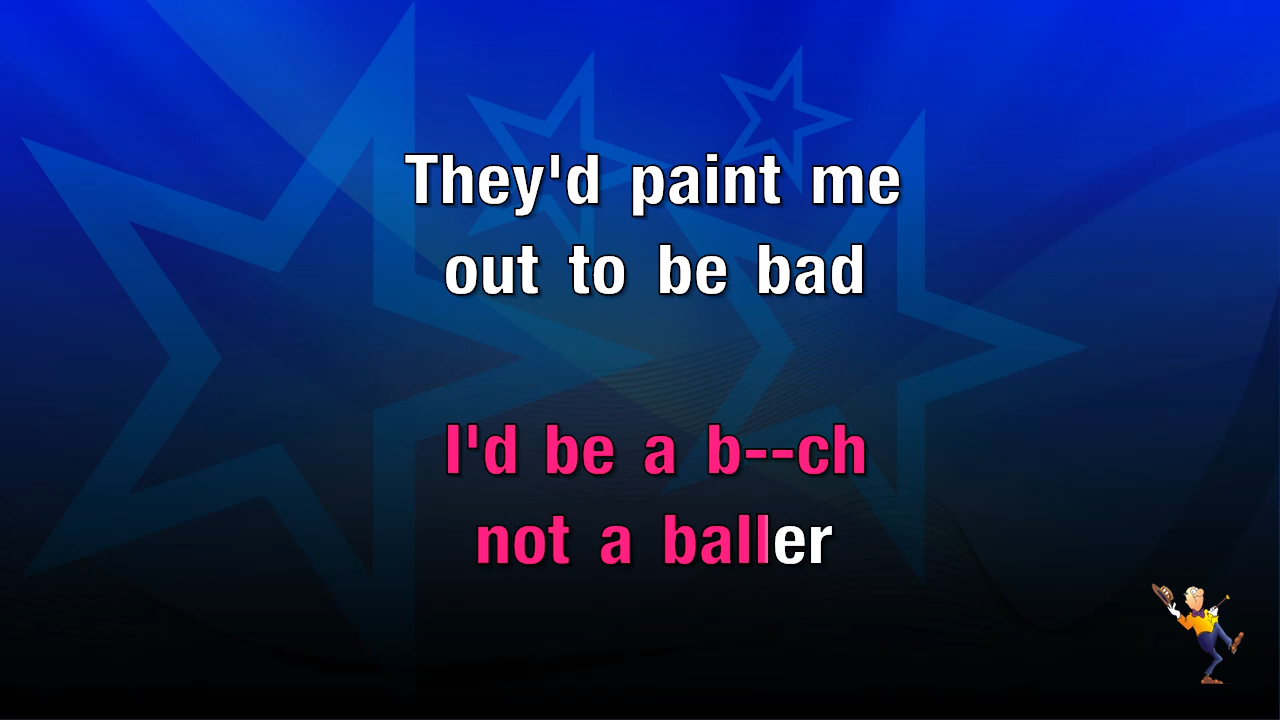 They'd paint me
out to be bad
I'd be a b--ch
not a baller